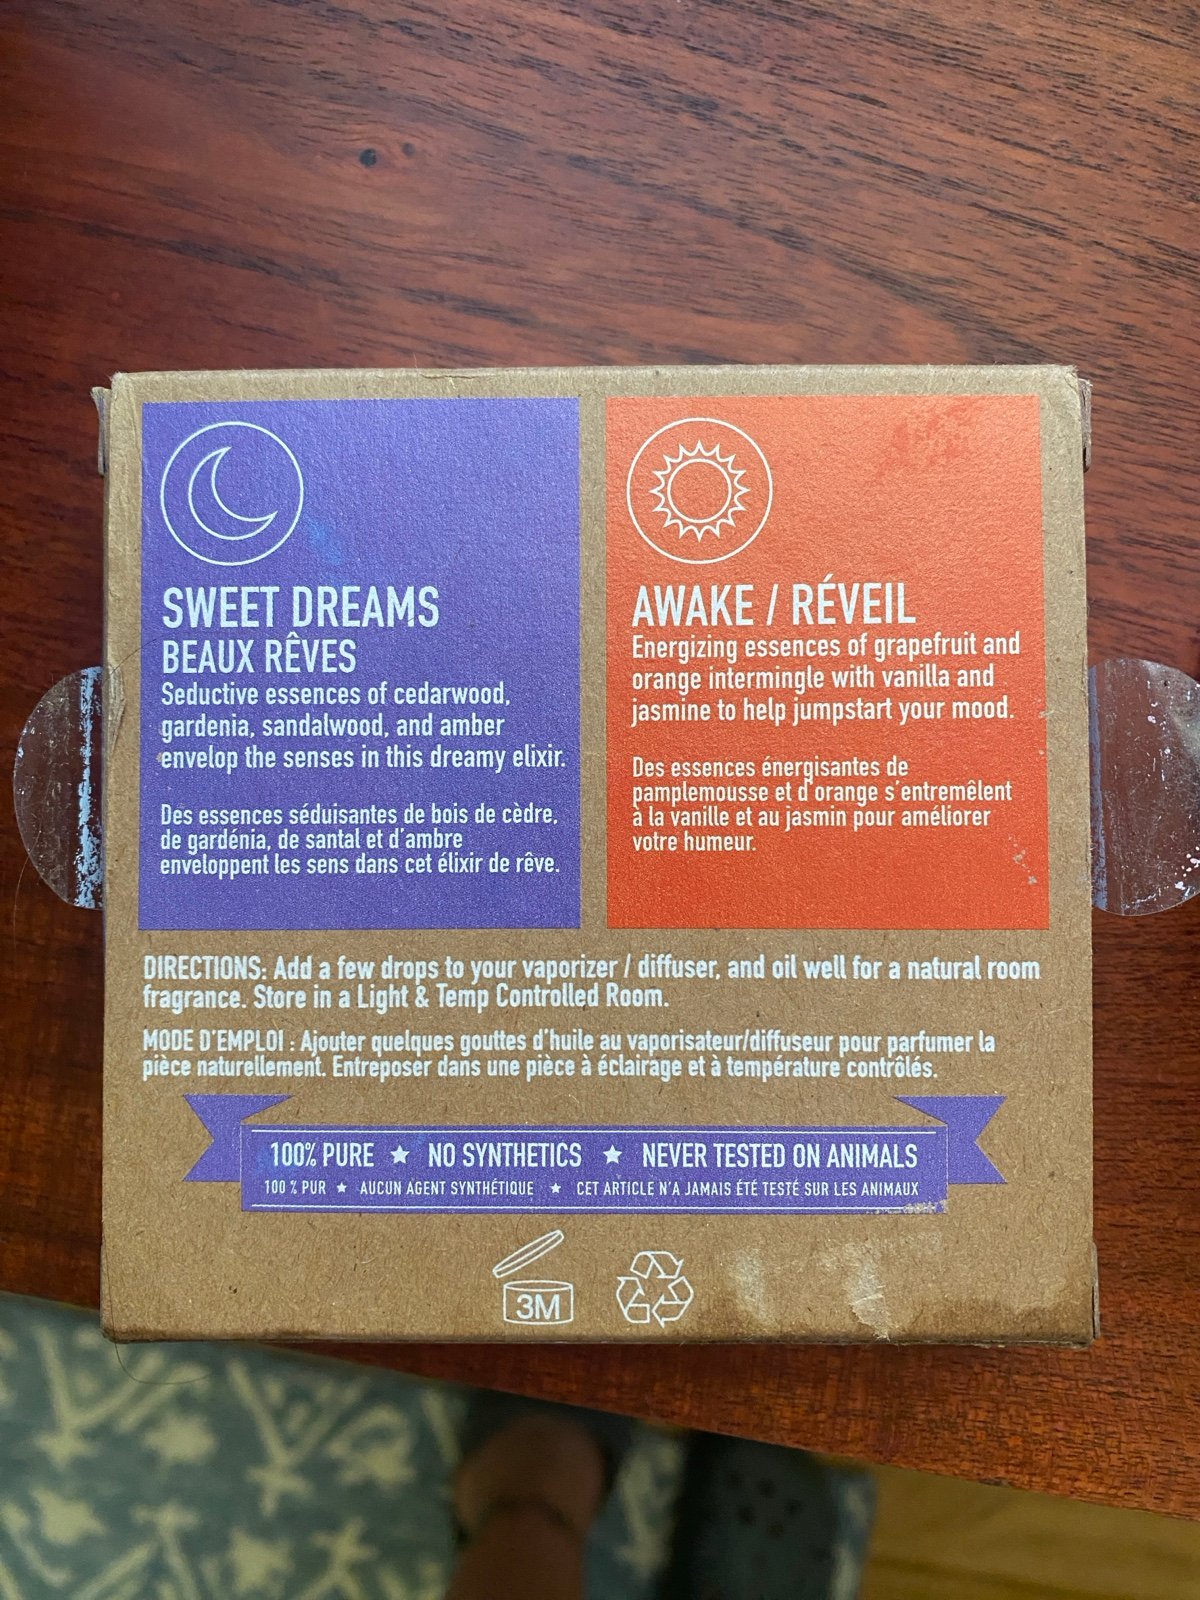 SWEET DREAMS
BEAUX RÊVES
Seductive essences of cedarwood,
gardenia, sandalwood, and amber
envelop the senses in this dreamy elixir.
Des essences séduisantes de bois de cèdre,
de gardénia, de santal et d'ambre
enveloppent les sens dans cet élixir de rêve.
AWAKE / RÉVEIL
Energizing essences of grapefruit and
orange intermingle with vanilla and
jasmine to help jumpstart your mood.
Des essences énergisantes de
pamplemousse et d'orange s'entremêlent
à la vanille et au jasmin pour améliorer
votre humeur.
DIRECTIONS: Add a few drops to your vaporizer / diffuser, and oil well for a natural room
fragrance. Store in a Light & Temp Controlled Room.
MODE D'EMPLOI : Ajouter quelques gouttes d'huile au vaporisateur/diffuseur pour parfumer la
pièce naturellement. Entreposer dans une pièce à éclairage et à température contrôlés.
100% PURE ★ NO SYNTHETICS ★ NEVER TESTED ON ANIMALS
100 % PUR ★ AUCUN AGENT SYNTHÉTIQUE ★ CET ARTICLE N'A JAMAIS ÉTÉ TESTÉ SUR LES ANIMAUX
3M